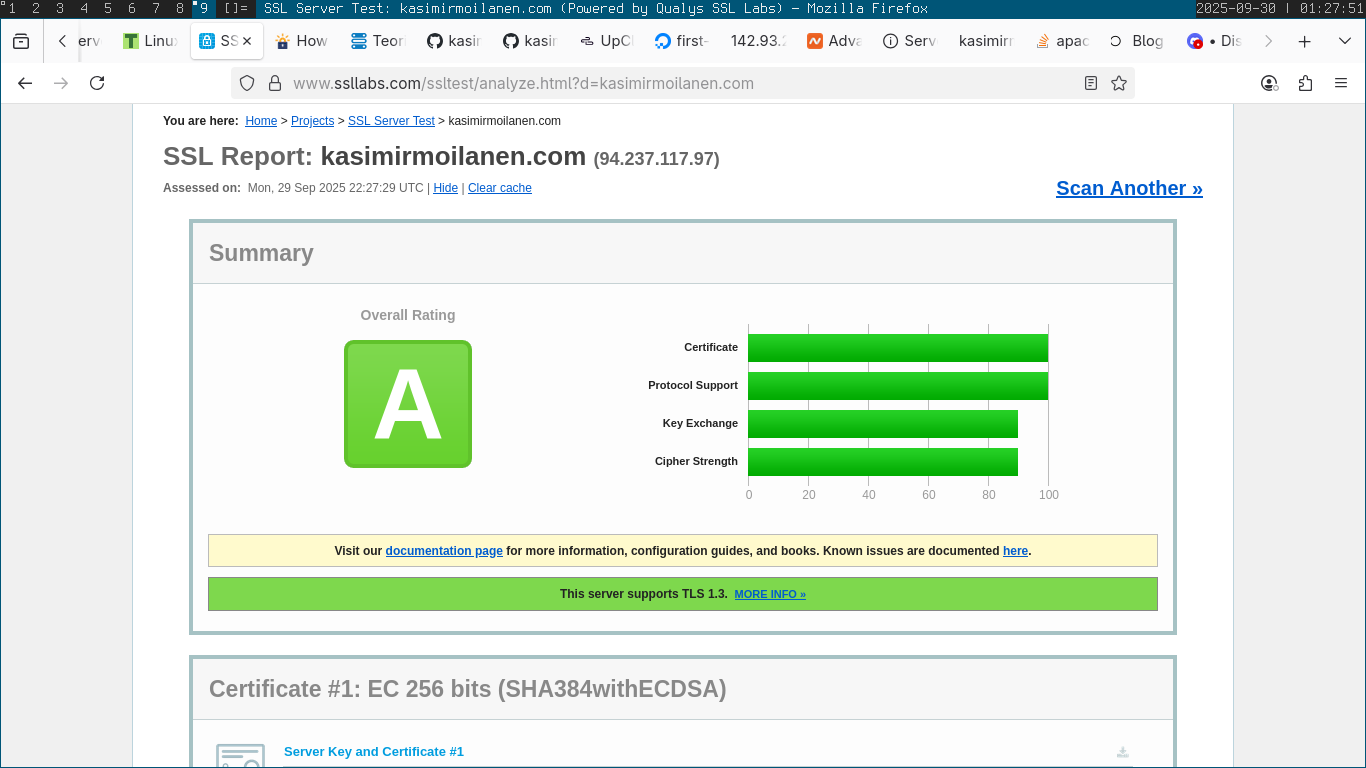 1 2 3 4 5 6 7 8 9 []= SSL Server Test: kasimirmoilanen.com (Powered by Qualys SSL Labs) — Mozilla Firefox 2025-09-30 | 01:27:51
erv Linu SS How Teor kasir kasir UpCl first- 142.93.2 Adva Serv kasimirr apac Blog • Dis
www.ssllabs.com/ssltest/analyze.html?d=kasimirmoilanen.com
You are here: Home > Projects > SSL Server Test > kasimirmoilanen.com
SSL Report: kasimirmoilanen.com (94.237.117.97)
Assessed on: Mon, 29 Sep 2025 22:27:29 UTC | Hide | Clear cache
Scan Another »
Summary
Overall Rating
A
Certificate
Protocol Support
Key Exchange
Cipher Strength
0 20 40 60 80 100
Visit our documentation page for more information, configuration guides, and books. Known issues are documented here.
This server supports TLS 1.3. MORE INFO »
Certificate #1: EC 256 bits (SHA384withECDSA)
Server Key and Certificate #1